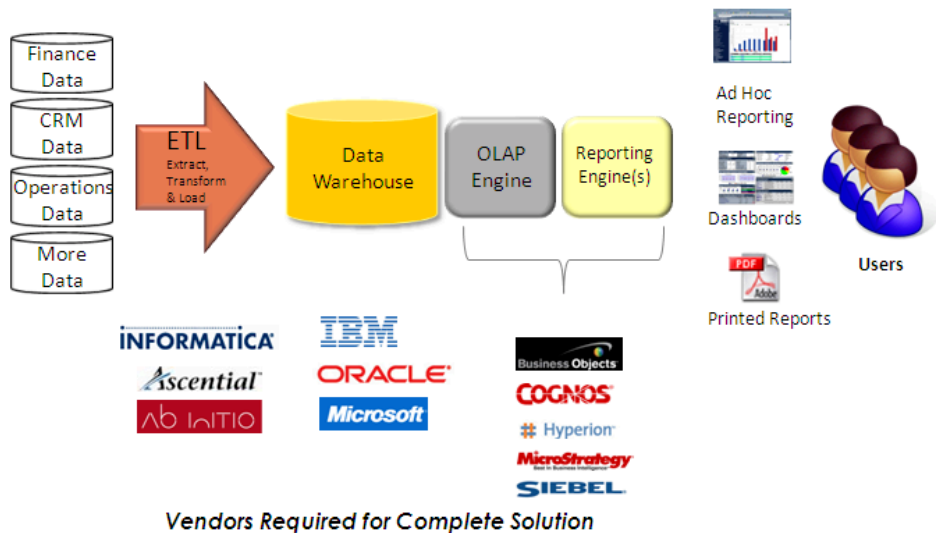 Finance
Data
CRM
Data
Operations
Data
More
Data
ETL
Extract,
Transform
& Load
Data
Warehouse
OLAP
Engine
Reporting
Engine(s)
Ad Hoc
Reporting
Dashboards
PDF
Adobe
Printed Reports
Users
INFORMATICA
Ascential
Ab INITIO
IBM
ORACLE
Microsoft
Business Objects
COGNOS
Hyperion
MicroStrategy
Best in Business Intelligence
SIEBEL
Vendors Required for Complete Solution